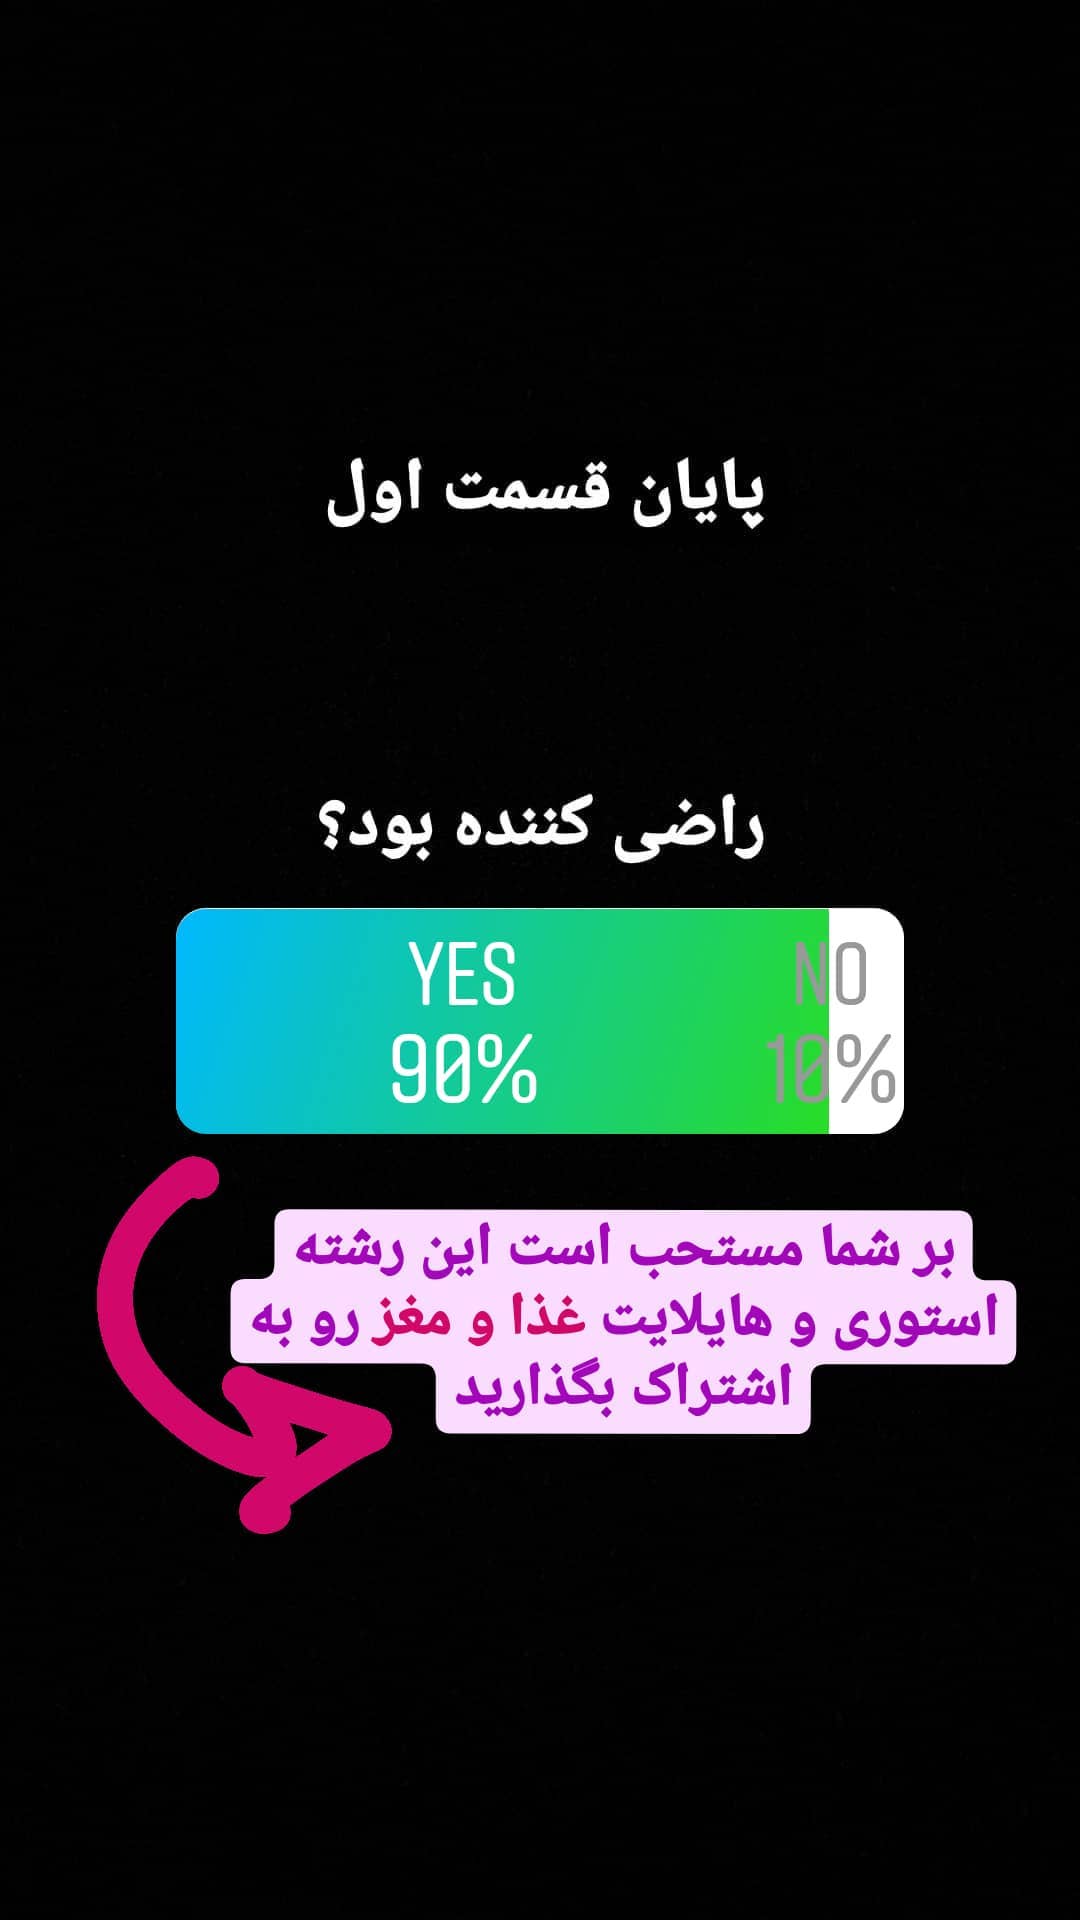 پایان قسمت اول
راضی کننده بود؟
YES NO
90% 10%
بر شما مستحب است این رشته
استوری و هایلایت غذا و مغز رو به
اشتراک بگذارید